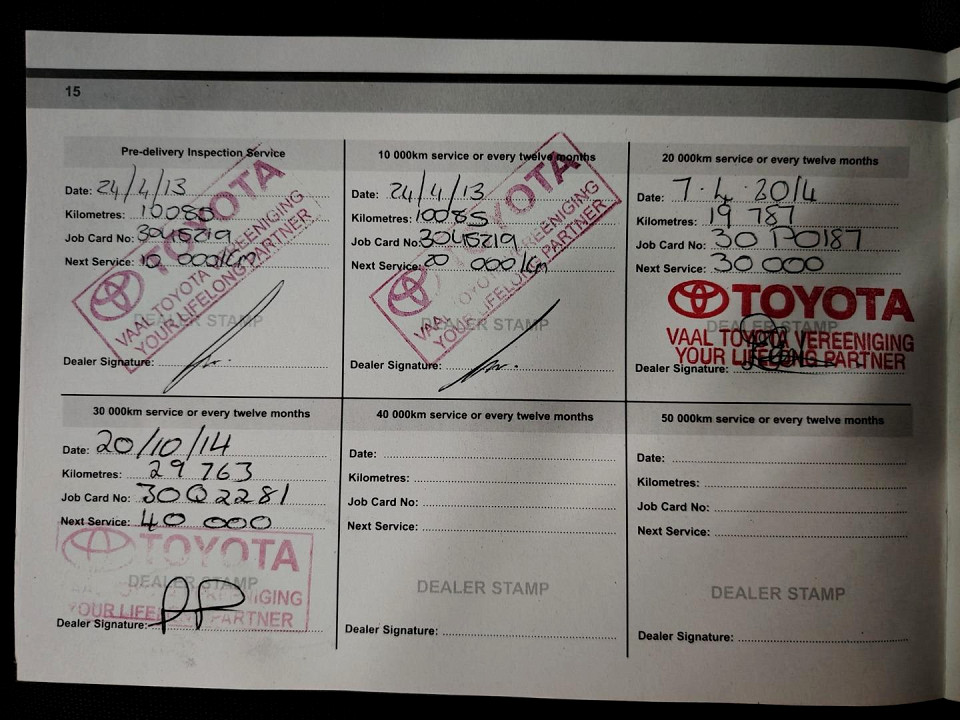 15
Pre-delivery Inspection Service
Date: 24/4/13
Kilometres: 10085
Job Card No:
Next Service: 10 000km
TOYOTA
VAAL TOYOTA VEREENIGING
YOUR LIFELONG PARTNER
DEALER STAMP
Dealer Signature:
10 000km service or every twelve months
Date: 24/4/13
Kilometres: 10085
Job Card No:
Next Service: 20 000km
TOYOTA
VAAL TOYOTA VEREENIGING
YOUR LIFELONG PARTNER
DEALER STAMP
Dealer Signature:
20 000km service or every twelve months
Date: 7.4.2014
Kilometres: 19 787
Job Card No: 30 P0187
Next Service: 30 000
TOYOTA
DEALER STAMP
VAAL TOYOTA VEREENIGING
YOUR LIFELONG PARTNER
Dealer Signature:
30 000km service or every twelve months
Date: 20/10/14
Kilometres: 29 763
Job Card No: 30Q2281
Next Service: 40 000
TOYOTA
DEALER STAMP
YOUR LIFELONG PARTNER
Dealer Signature:
40 000km service or every twelve months
Date:
Kilometres:
Job Card No:
Next Service:
DEALER STAMP
Dealer Signature:
50 000km service or every twelve months
Date:
Kilometres:
Job Card No:
Next Service:
DEALER STAMP
Dealer Signature: